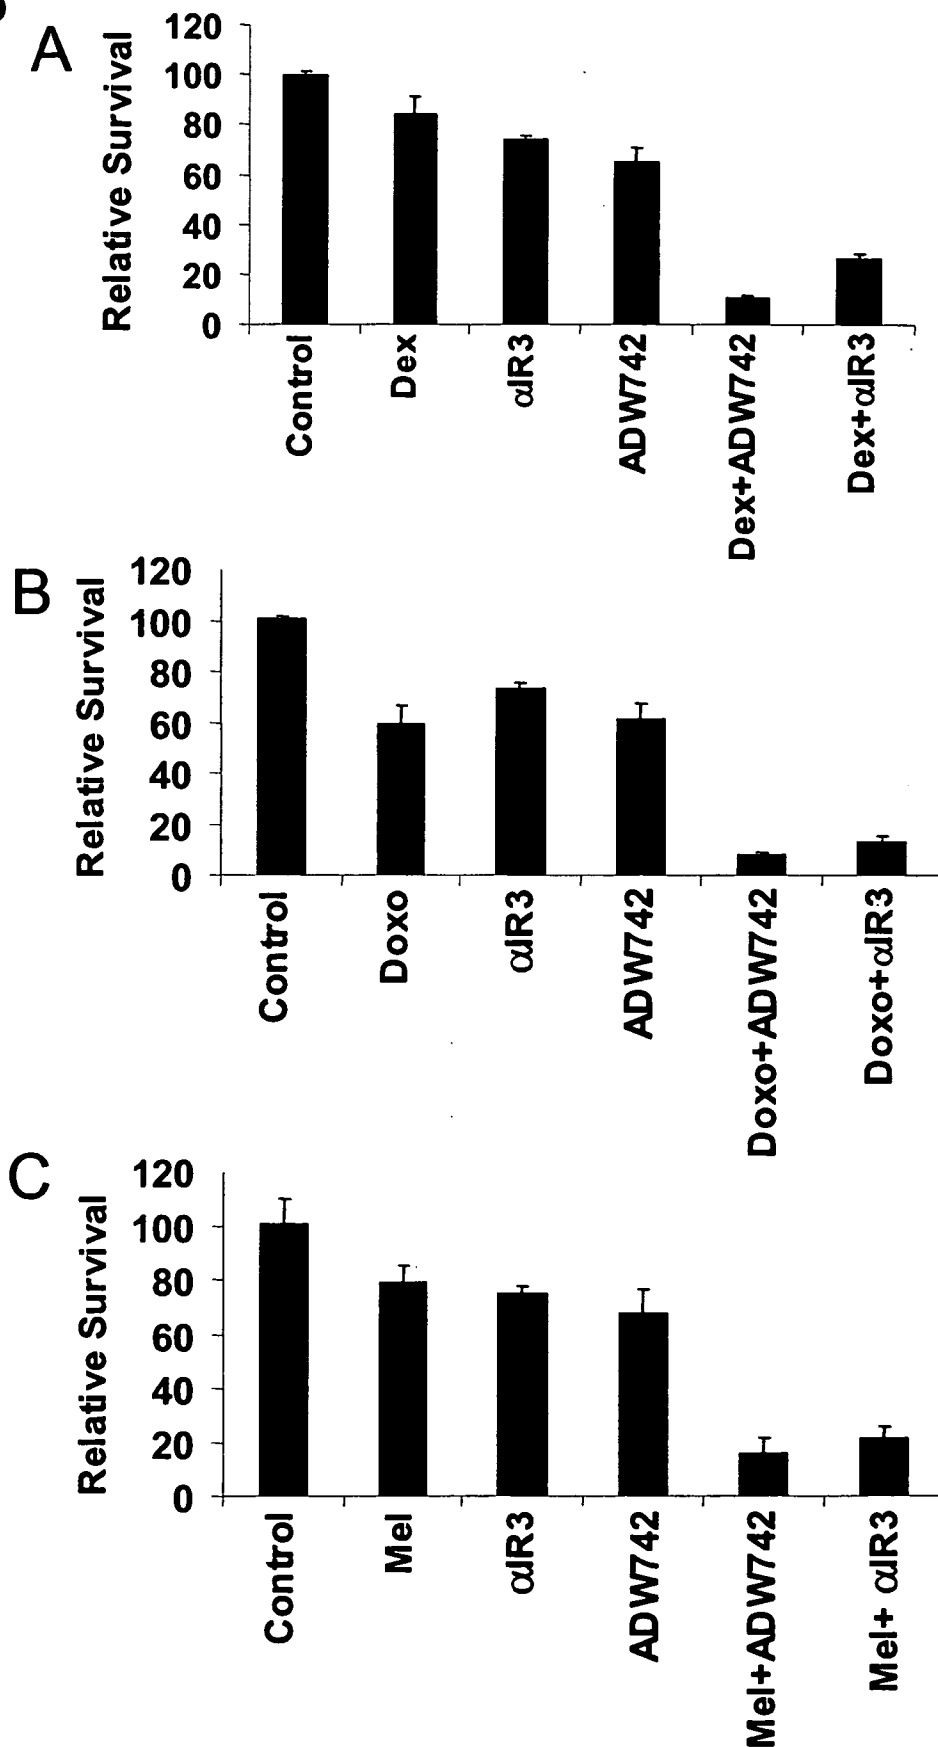 A
Relative Survival
120
100
80
60
40
20
0
Control
Dex
αIR3
ADW742
Dex+ADW742
Dex+αIR3
B
Relative Survival
120
100
80
60
40
20
0
Control
Doxo
αIR3
ADW742
Doxo+ADW742
Doxo+αIR3
C
Relative Survival
120
100
80
60
40
20
0
Control
Mel
αIR3
ADW742
Mel+ADW742
Mel+ αIR3